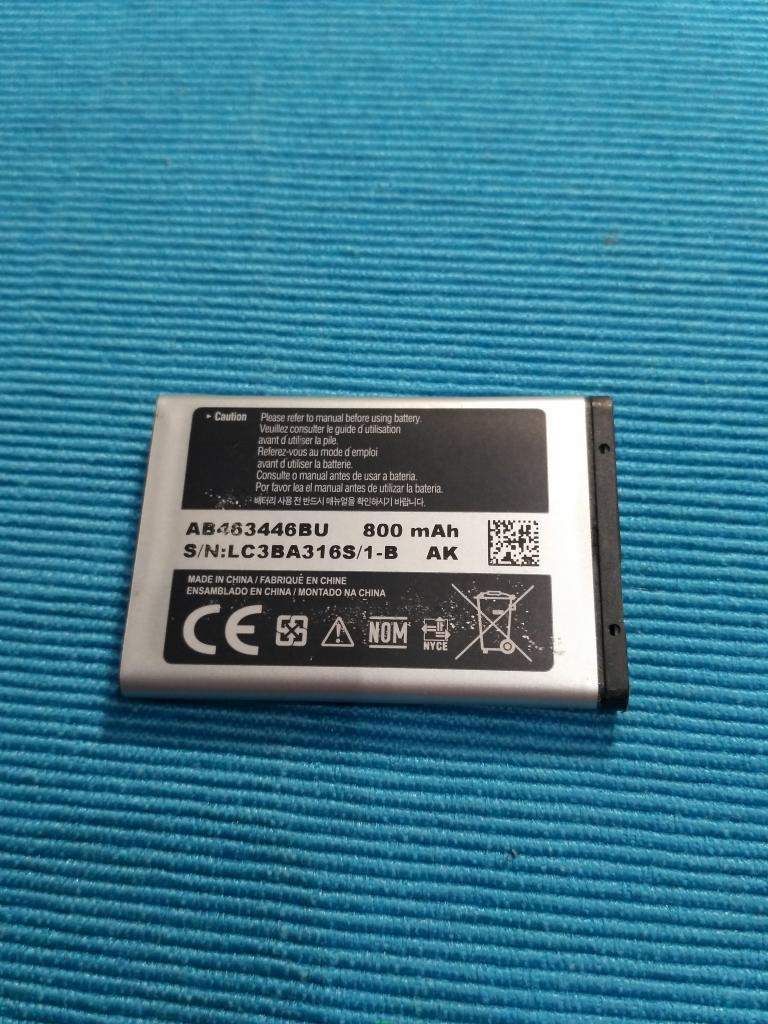 ▸ Caution Please refer to manual before using battery.
Veuillez consulter le guide d'utilisation
avant d'utiliser la pile.
Referez-vous au mode d'emploi
avant d'utiliser la batterie.
Consulte o manual antes de usar a bateria.
Por favor lea el manual antes de utilizar la bateria.
배터리 사용 전 반드시 매뉴얼을 확인하시기 바랍니다.
AB463446BU 800 mAh
S/N:LC3BA316S/1-B AK
MADE IN CHINA / FABRIQUÉ EN CHINE
ENSAMBLADO EN CHINA / MONTADO NA CHINA
CE NOM NYCE